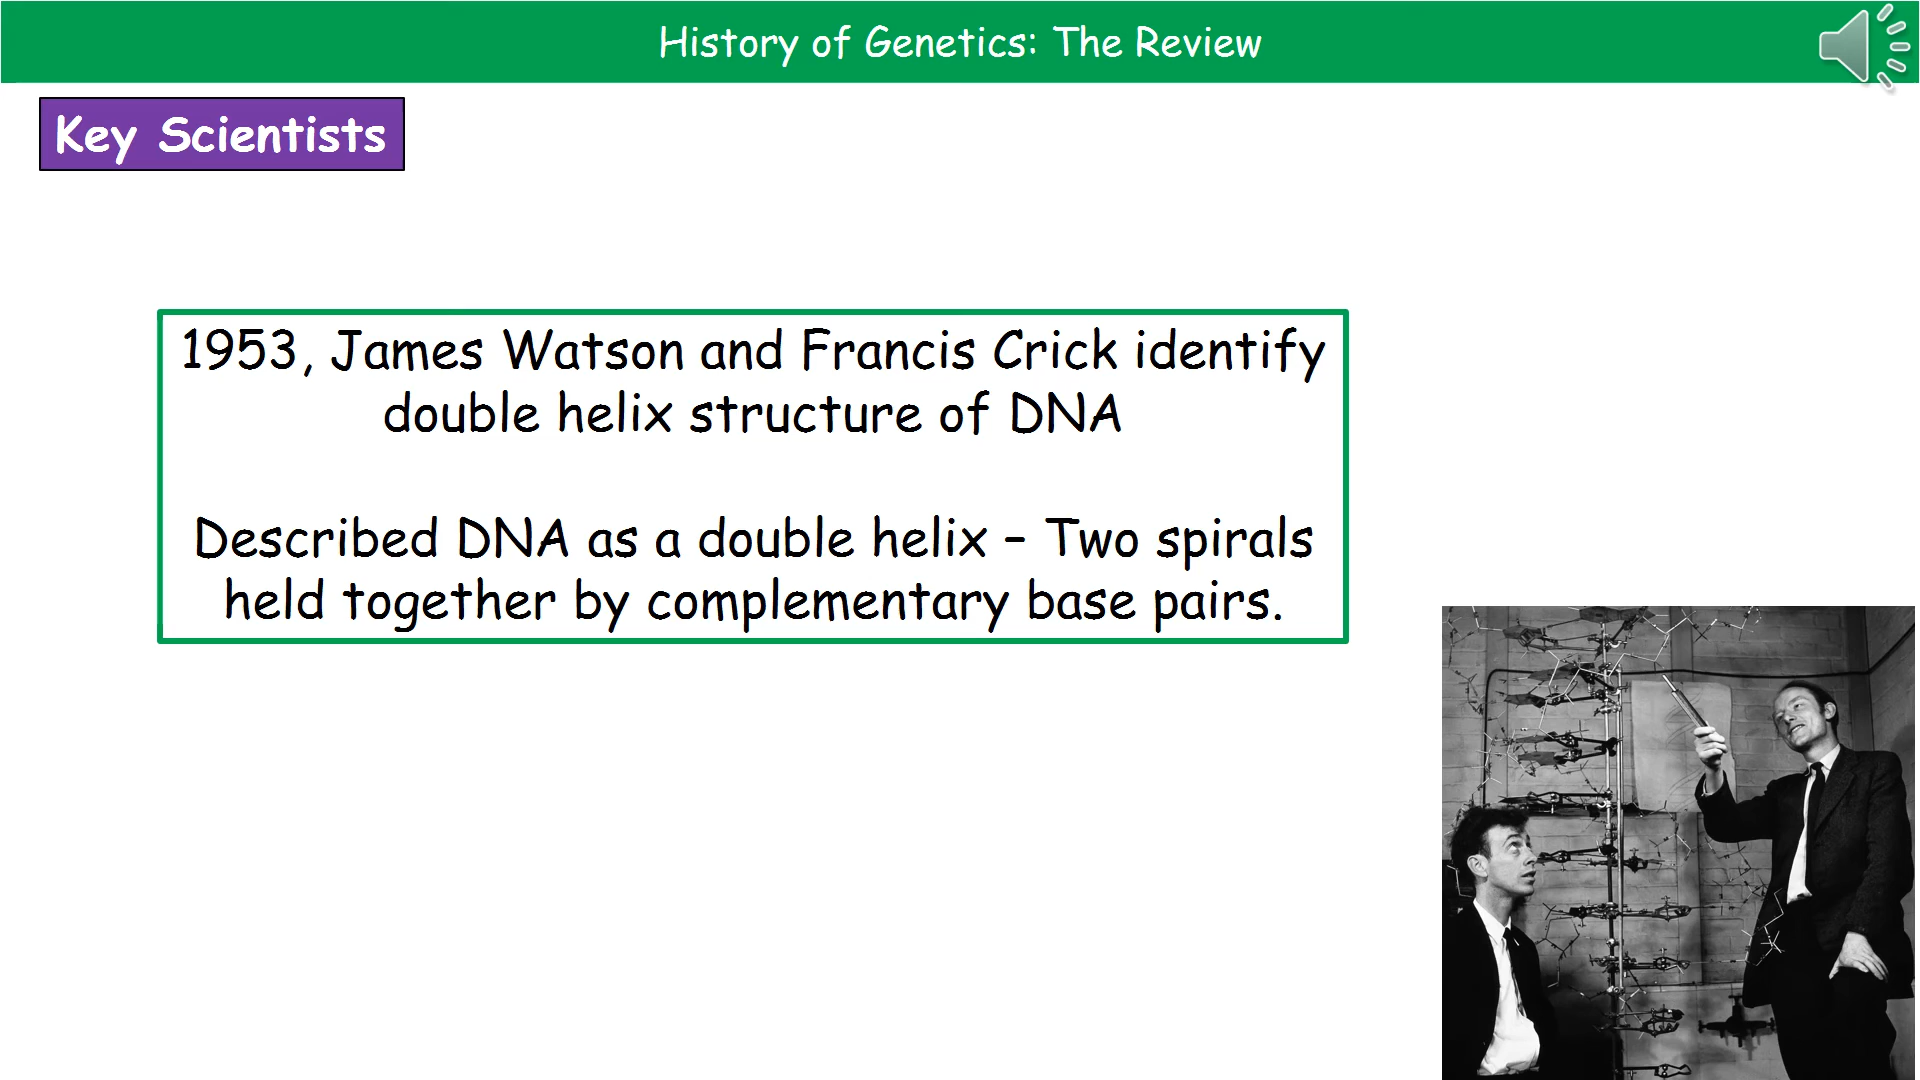 History of Genetics: The Review
Key Scientists
1953, James Watson and Francis Crick identify
double helix structure of DNA
Described DNA as a double helix – Two spirals
held together by complementary base pairs.